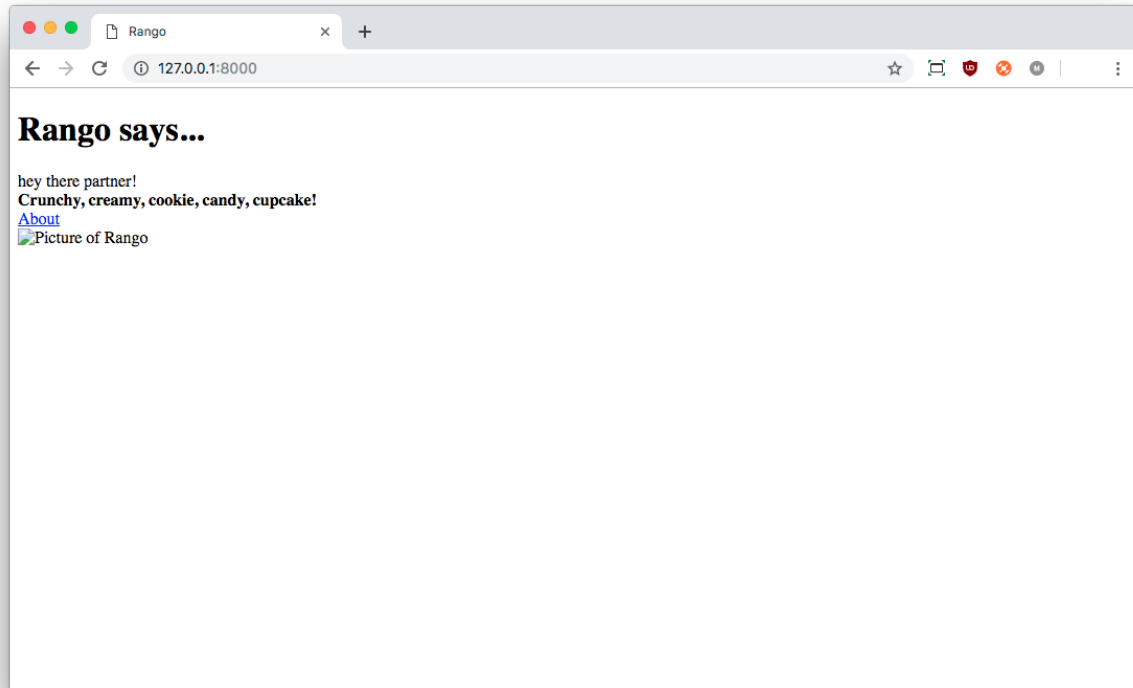 Rango
127.0.0.1:8000
Rango says...
hey there partner!
Crunchy, creamy, cookie, candy, cupcake!
About
Picture of Rango